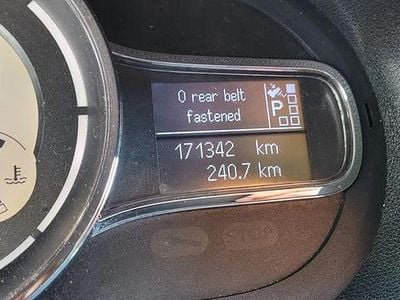 0 rear belt
fastened
P
171342 km
240.7 km